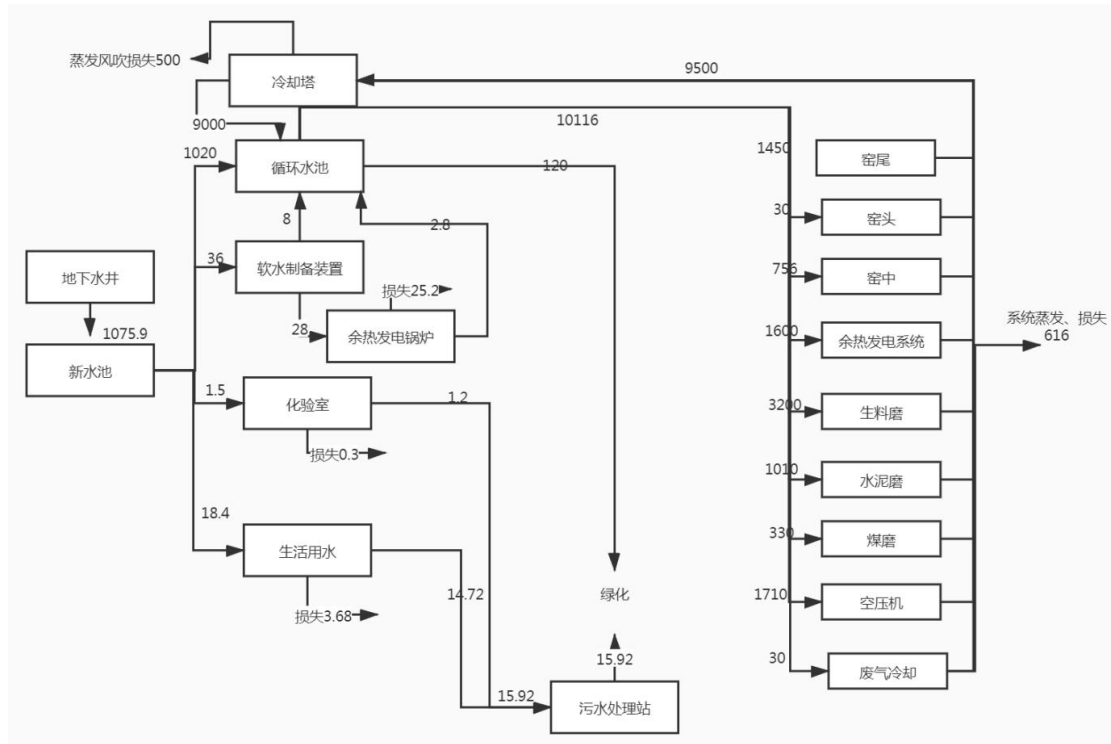 蒸发风吹损失500
冷却塔
9500
9000
10116
1020
循环水池
120
1450
窑尾
8
2.8
30
窑头
36
软水制备装置
地下水井
损失25.2
756
窑中
28
余热发电锅炉
1075.9
新水池
1600
余热发电系统
系统蒸发、损失
616
1.5
化验室
1.2
3200
生料磨
损失0.3
1010
水泥磨
18.4
生活用水
330
煤磨
损失3.68
14.72
绿化
1710
空压机
15.92
30
废气冷却
15.92
污水处理站